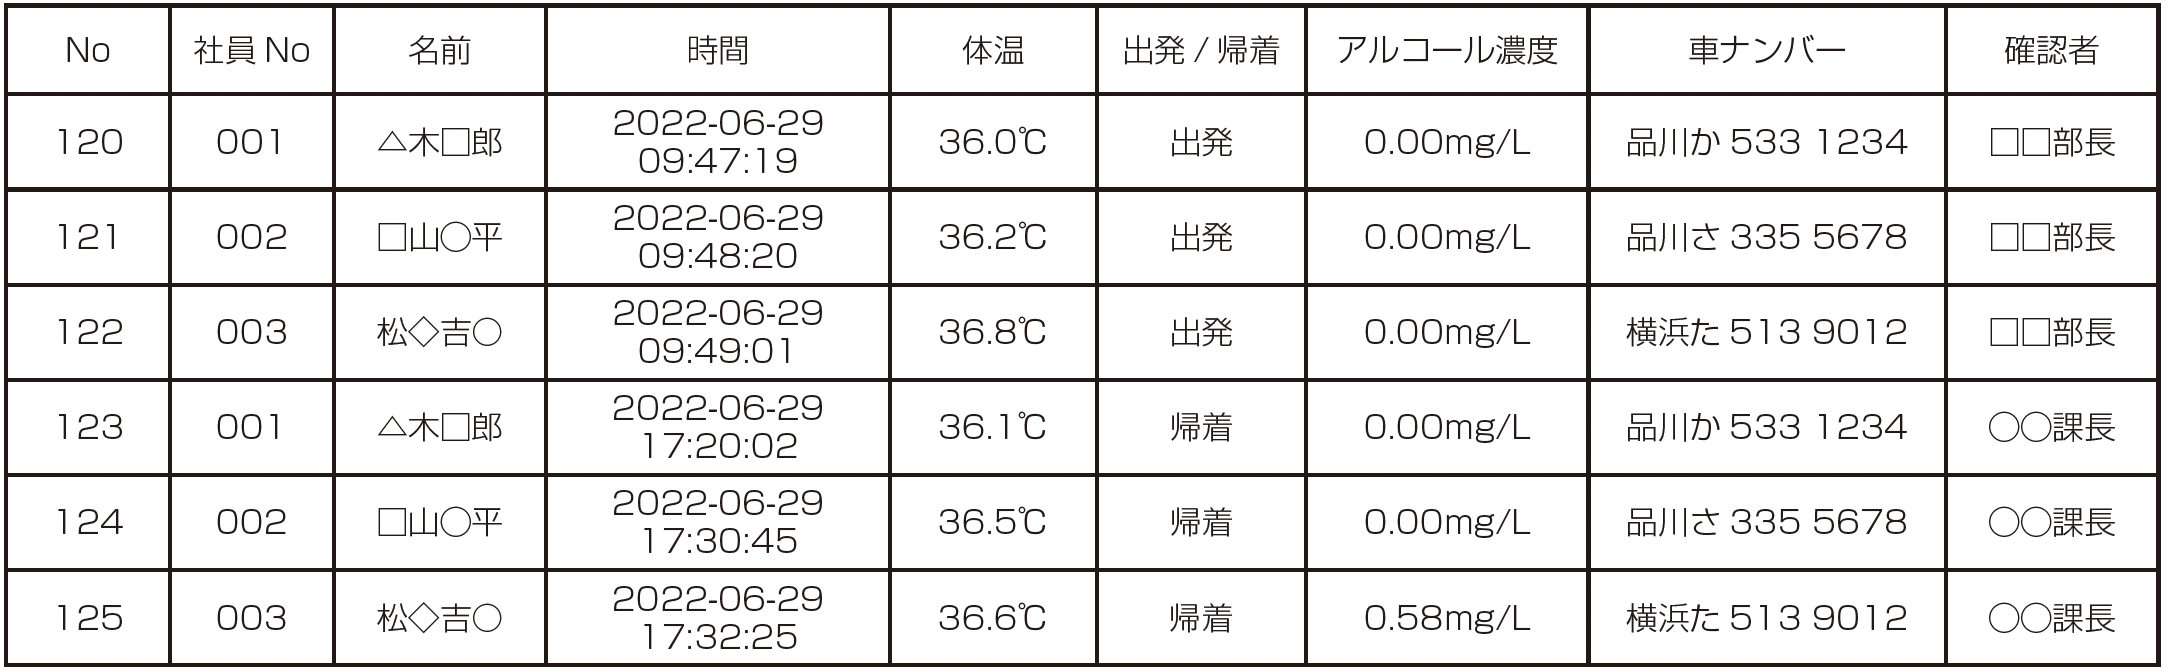 No 社員No 名前 時間 体温 出発/帰着 アルコール濃度 車ナンバー 確認者
120 001 △木□郎 2022-06-29 09:47:19 36.0℃ 出発 0.00mg/L 品川か 533 1234 □□部長
121 002 □山○平 2022-06-29 09:48:20 36.2℃ 出発 0.00mg/L 品川さ 335 5678 □□部長
122 003 松◇吉○ 2022-06-29 09:49:01 36.8℃ 出発 0.00mg/L 横浜た 513 9012 □□部長
123 001 △木□郎 2022-06-29 17:20:02 36.1℃ 帰着 0.00mg/L 品川か 533 1234 ○○課長
124 002 □山○平 2022-06-29 17:30:45 36.5℃ 帰着 0.00mg/L 品川さ 335 5678 ○○課長
125 003 松◇吉○ 2022-06-29 17:32:25 36.6℃ 帰着 0.58mg/L 横浜た 513 9012 ○○課長